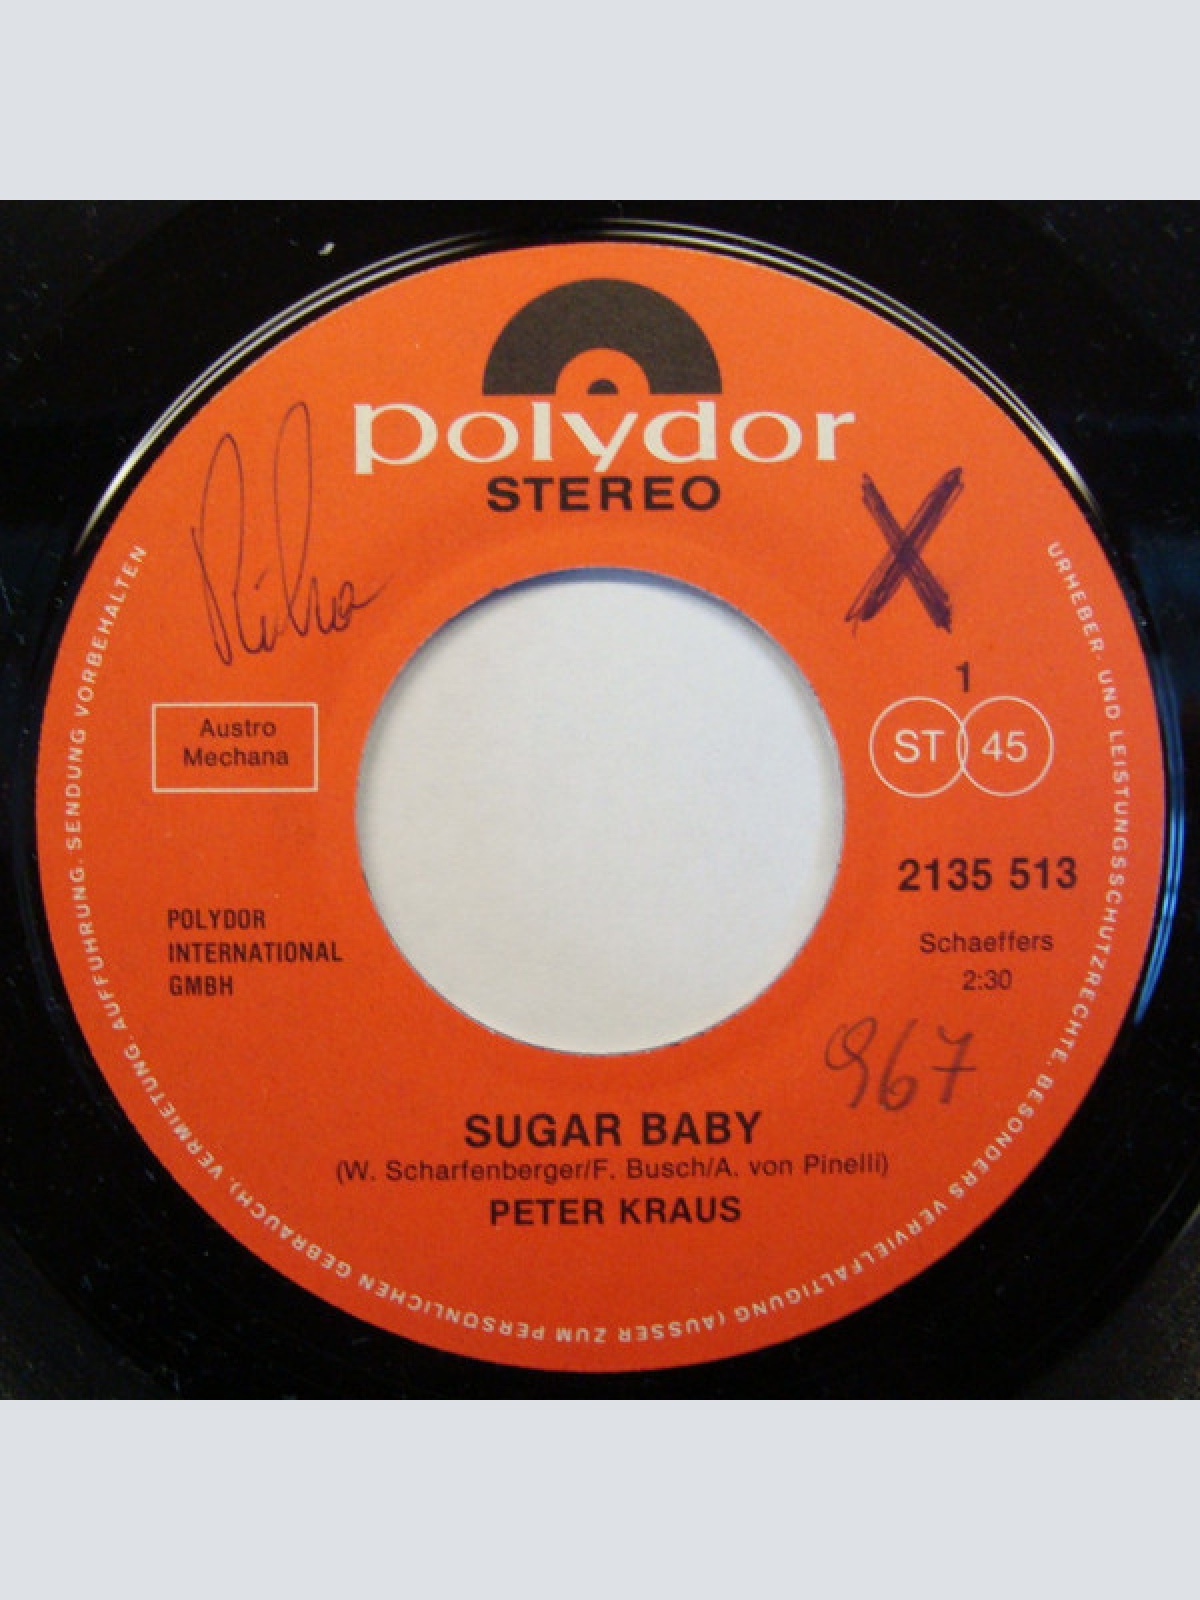 polydor
STEREO
X
1
Austro
Mechana
ST 45
2135 513
POLYDOR
INTERNATIONAL
GMBH
Schaeffers
2:30
967
SUGAR BABY
(W. Scharfenberger/F. Busch/A. von Pinelli)
PETER KRAUS
URHEBER- UND LEISTUNGSSCHUTZRECHTE, BESONDERS VERVIELFÄLTIGUNG (AUSSER ZUM PERSÖNLICHEN GEBRAUCH), VERMIETUNG, AUFFÜHRUNG, SENDUNG VORBEHALTEN